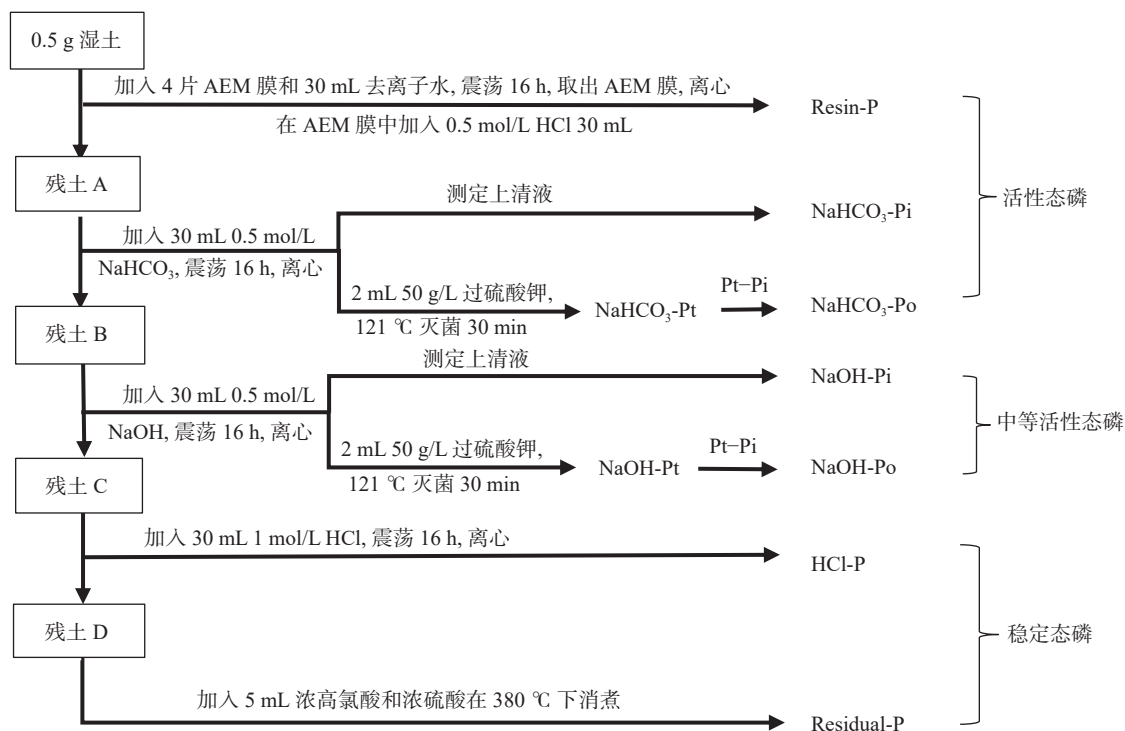 0.5 g 湿土
加入 4 片 AEM 膜和 30 mL 去离子水, 震荡 16 h, 取出 AEM 膜, 离心
在 AEM 膜中加入 0.5 mol/L HCl 30 mL
Resin-P
残土 A
测定上清液
NaHCO₃-Pi
活性态磷
加入 30 mL 0.5 mol/L
NaHCO₃, 震荡 16 h, 离心
2 mL 50 g/L 过硫酸钾,
121 ℃ 灭菌 30 min
NaHCO₃-Pt
Pt−Pi
NaHCO₃-Po
残土 B
测定上清液
NaOH-Pi
加入 30 mL 0.5 mol/L
NaOH, 震荡 16 h, 离心
中等活性态磷
2 mL 50 g/L 过硫酸钾,
121 ℃ 灭菌 30 min
NaOH-Pt
Pt−Pi
NaOH-Po
残土 C
加入 30 mL 1 mol/L HCl, 震荡 16 h, 离心
HCl-P
残土 D
稳定态磷
加入 5 mL 浓高氯酸和浓硫酸在 380 ℃ 下消煮
Residual-P